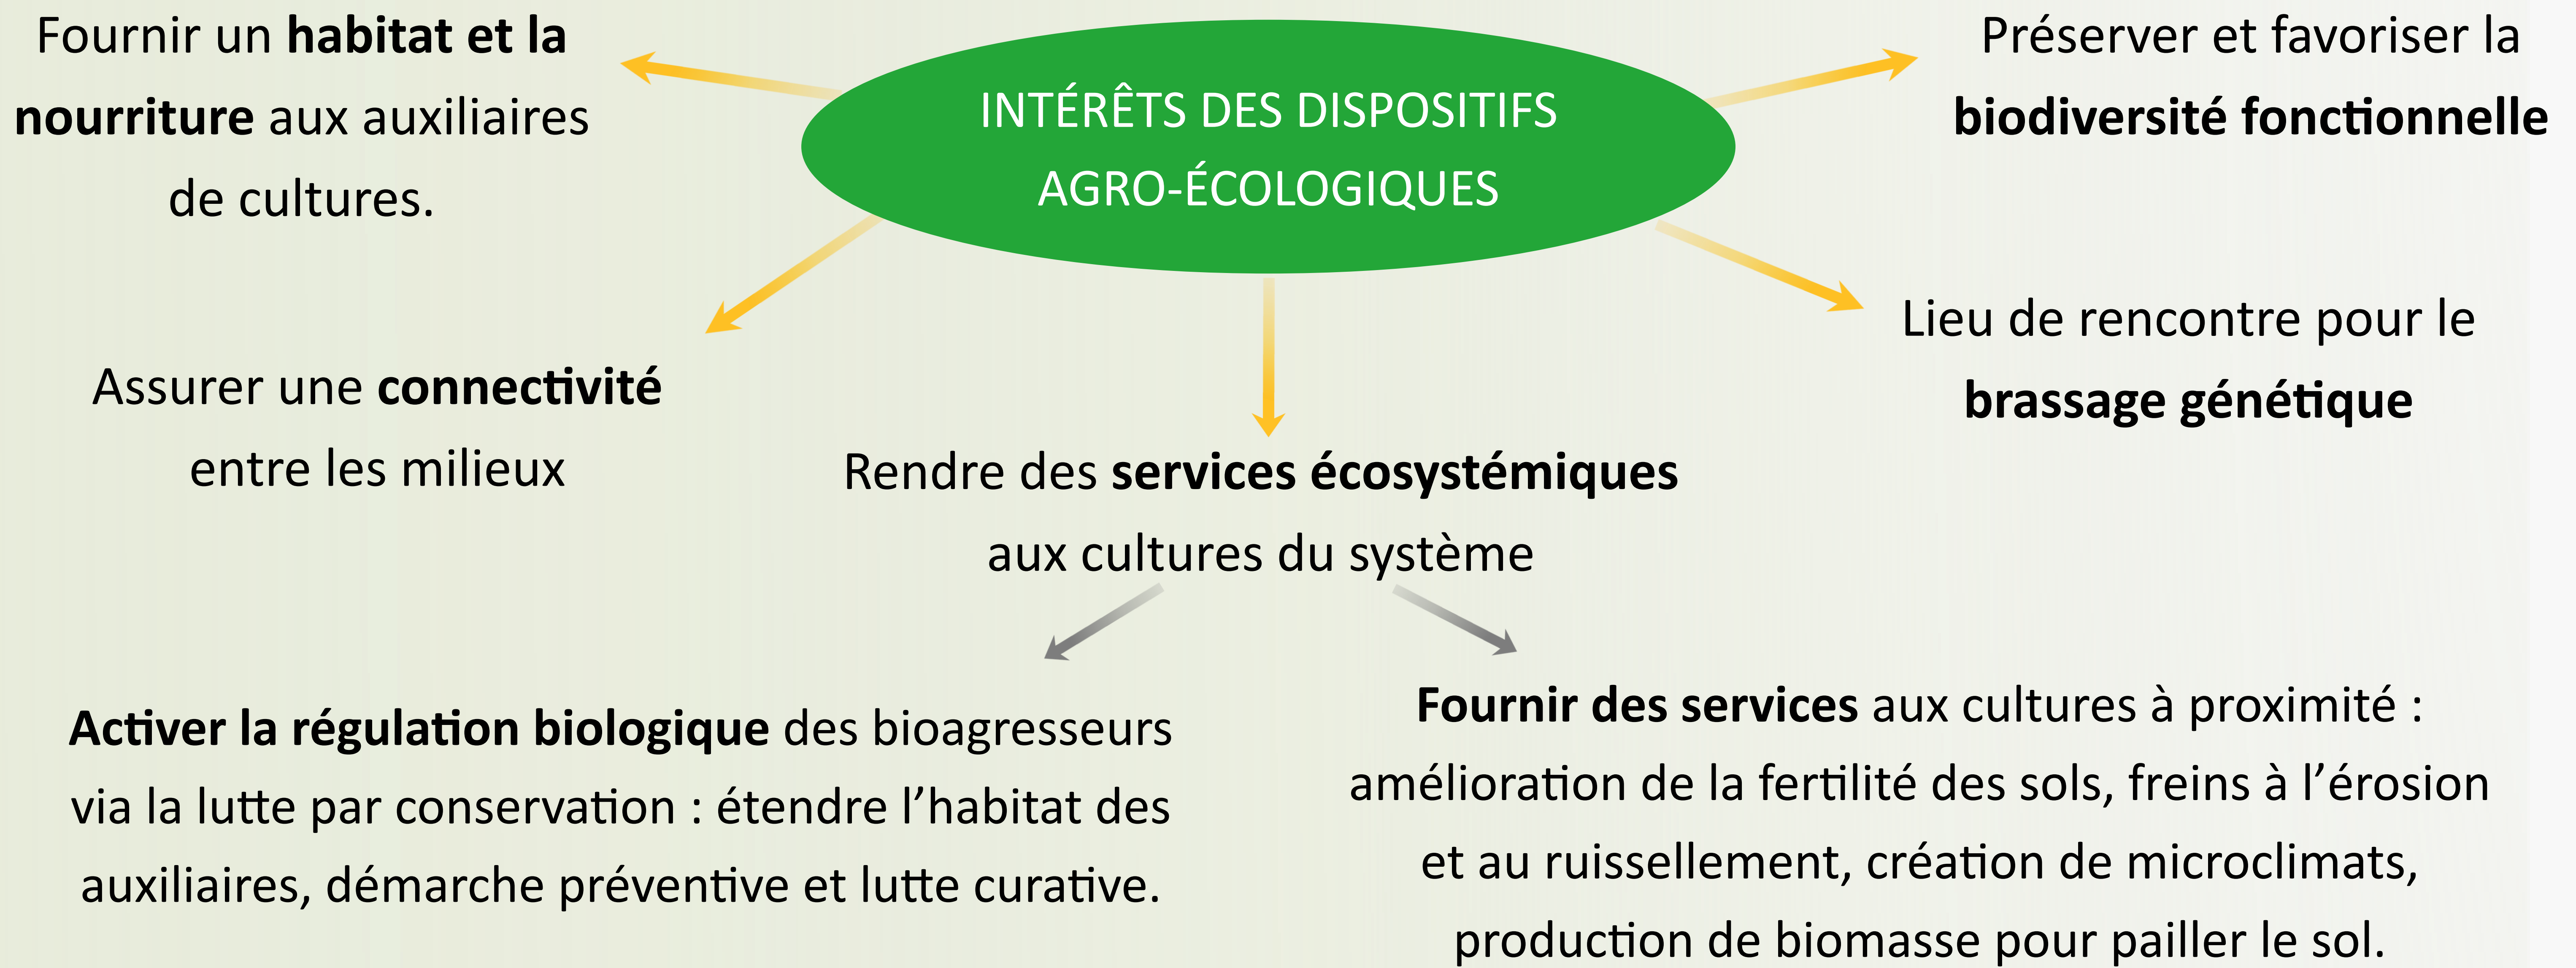 INTÉRÊTS DES DISPOSITIFS
AGRO-ÉCOLOGIQUES
Fournir un habitat et la
nourriture aux auxiliaires
de cultures.
Préserver et favoriser la
biodiversité fonctionnelle
Assurer une connectivité
entre les milieux
Lieu de rencontre pour le
brassage génétique
Rendre des services écosystémiques
aux cultures du système
Activer la régulation biologique des bioagresseurs
via la lutte par conservation : étendre l’habitat des
auxiliaires, démarche préventive et lutte curative.
Fournir des services aux cultures à proximité :
amélioration de la fertilité des sols, freins à l’érosion
et au ruissellement, création de microclimats,
production de biomasse pour pailler le sol.